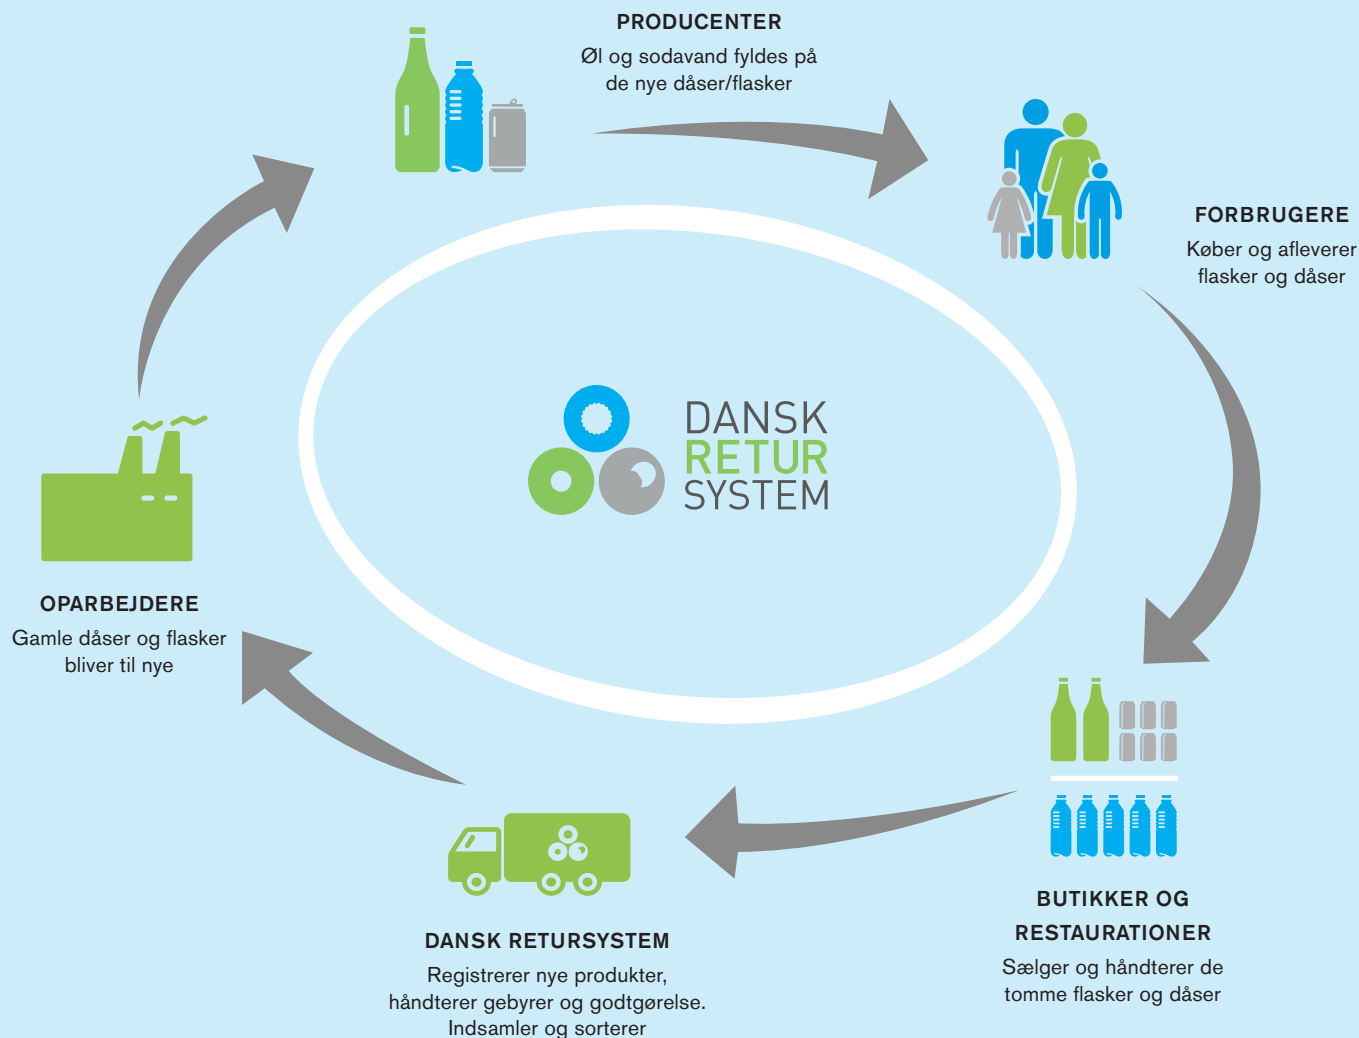 PRODUCENTER
Øl og sodavand fyldes på
de nye dåser/flasker
FORBRUGERE
Køber og afleverer
flasker og dåser
DANSK
RETUR
SYSTEM
OPARBEJDERE
Gamle dåser og flasker
bliver til nye
BUTIKKER OG
RESTAURATIONER
Sælger og håndterer de
tomme flasker og dåser
DANSK RETURSYSTEM
Registrerer nye produkter,
håndterer gebyrer og godtgørelse.
Indsamler og sorterer